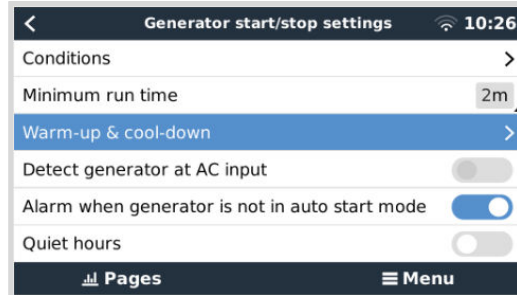 Generator start/stop settings 10:26
Conditions
Minimum run time 2m
Warm-up & cool-down
Detect generator at AC input
Alarm when generator is not in auto start mode
Quiet hours
Pages Menu